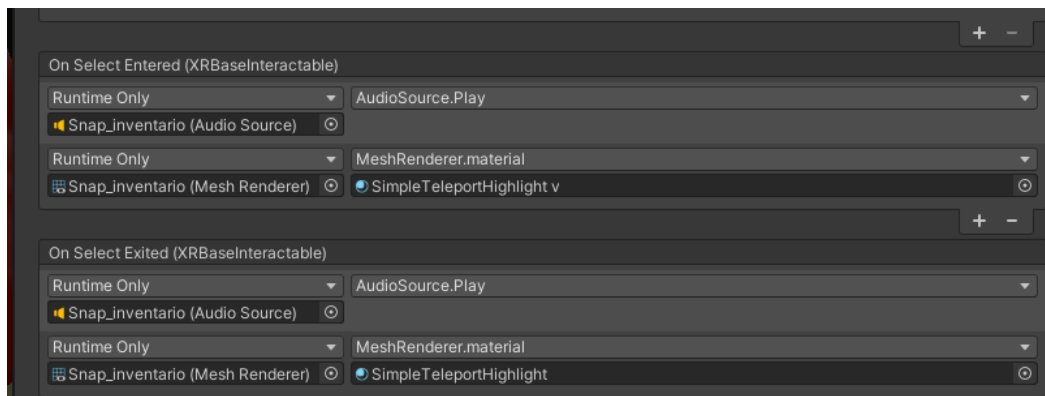 On Select Entered (XRBaseInteractable)
Runtime Only AudioSource.Play
Snap_inventario (Audio Source)
Runtime Only MeshRenderer.material
Snap_inventario (Mesh Renderer) SimpleTeleportHighlight v
On Select Exited (XRBaseInteractable)
Runtime Only AudioSource.Play
Snap_inventario (Audio Source)
Runtime Only MeshRenderer.material
Snap_inventario (Mesh Renderer) SimpleTeleportHighlight